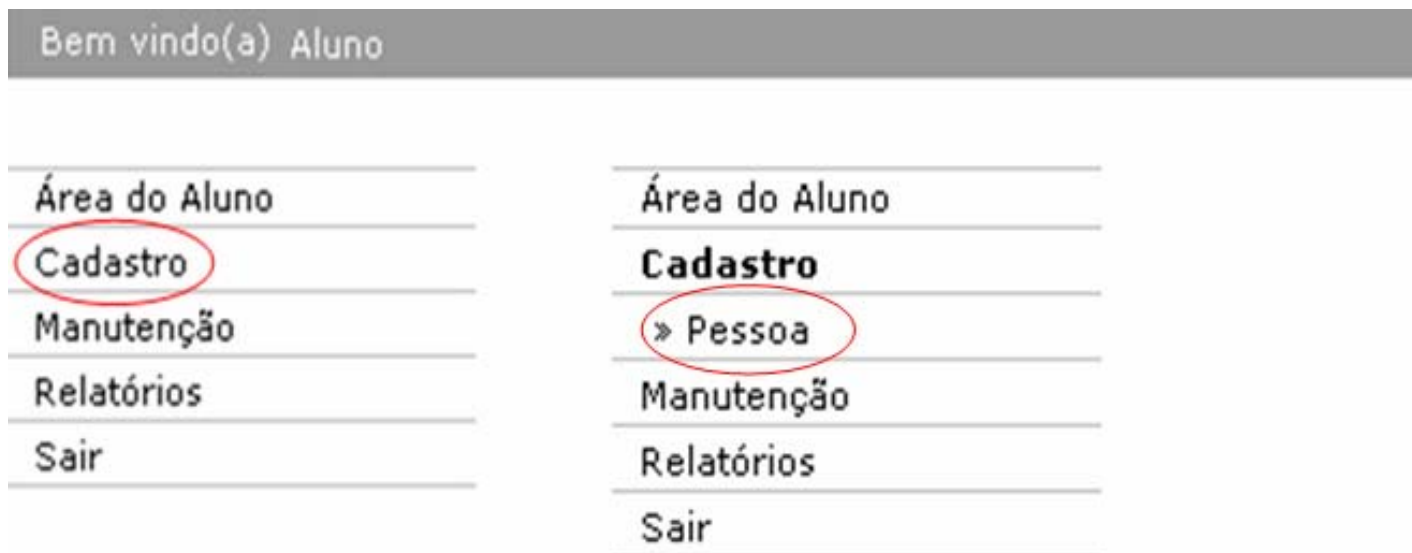 Bem vindo(a) Aluno
Área do Aluno
Cadastro
Manutenção
Relatórios
Sair
Área do Aluno
Cadastro
» Pessoa
Manutenção
Relatórios
Sair